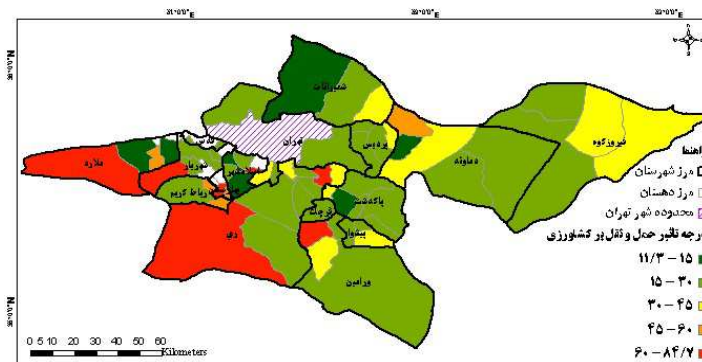 51°0'0"E
52°0'0"E
53°0'0"E
شمیرانات
قدس
تهران
پردیس
دماوند
فیروزکوه
ملارد
شهریار
اسلامشهر
رباط کریم
پاکدشت
قرچک
پیشوا
ری
ورامین
راهنما
مرز شهرستان
مرز دهستان
محدوده شهر تهران
درجه تاثیر حمل و نقل بر کشاورزی
۱۱/۳ - ۱۵
۱۵ - ۳۰
۳۰ - ۴۵
۴۵ - ۶۰
۶۰ - ۸۴/۷
0 5 10 20 30 40 50 60
Kilometers